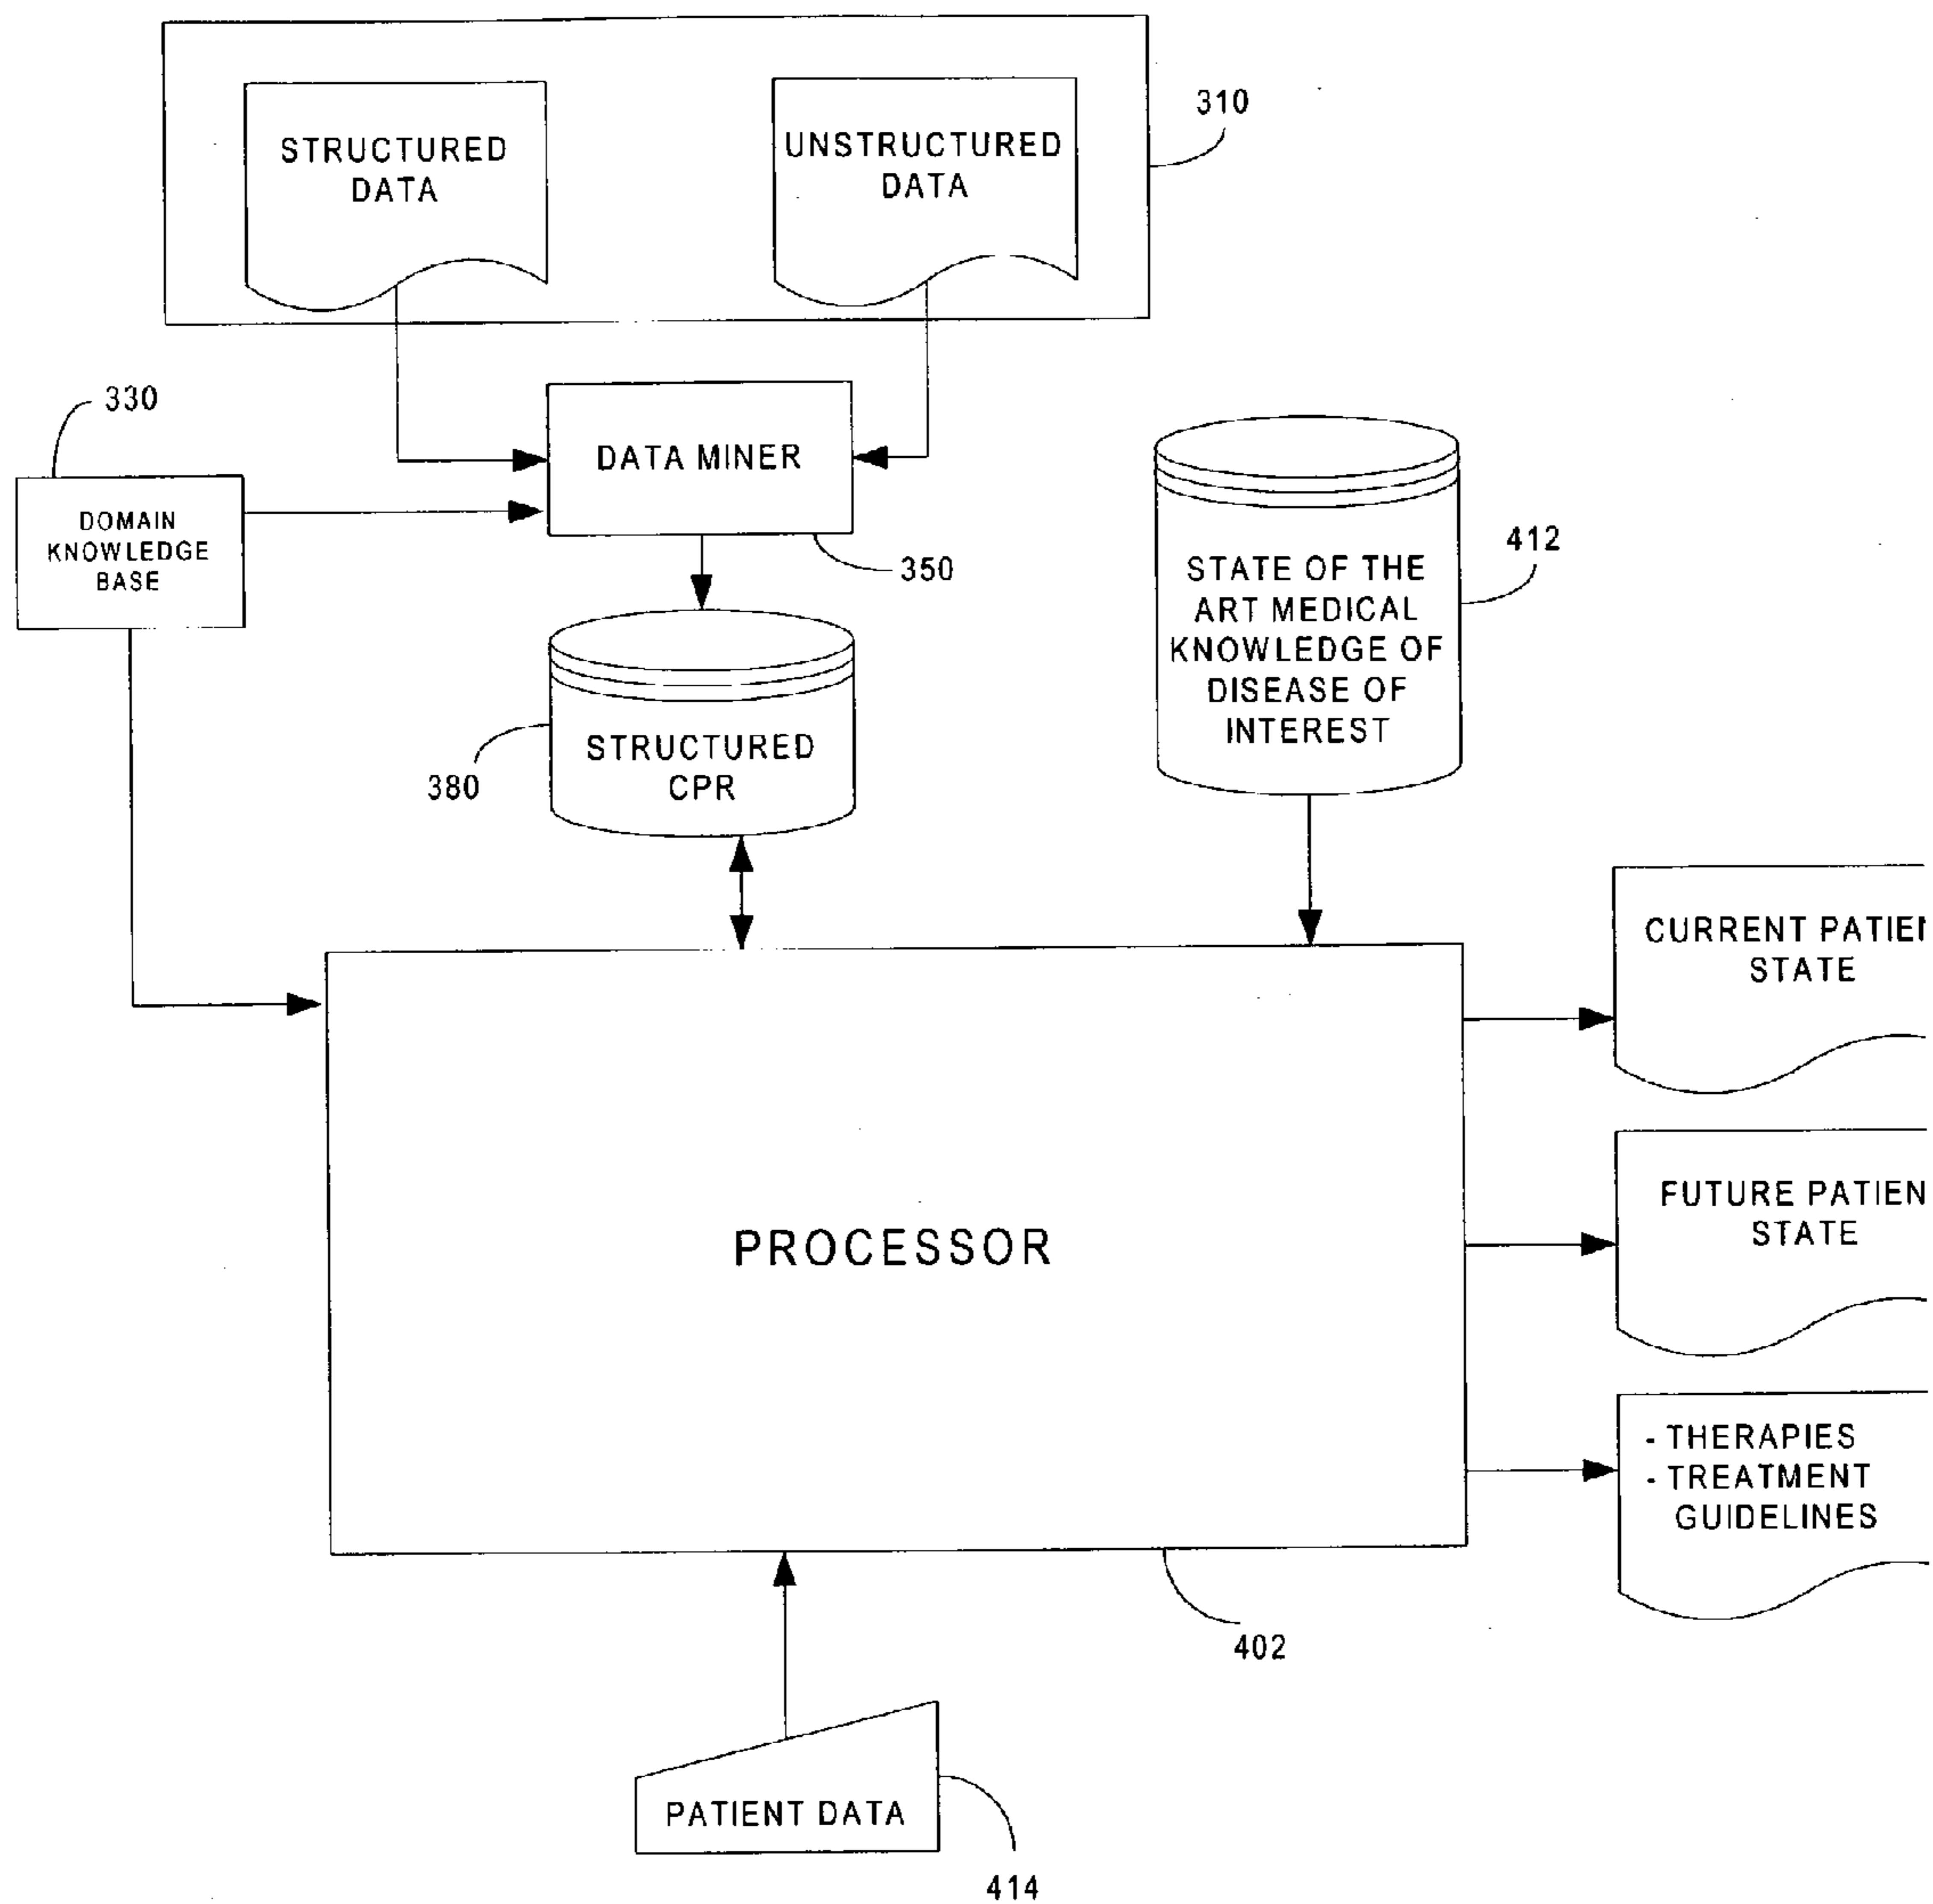 310
STRUCTURED
DATA
UNSTRUCTURED
DATA
330
DATA MINER
DOMAIN
KNOWLEDGE
BASE
350
412
STATE OF THE
ART MEDICAL
KNOWLEDGE OF
DISEASE OF
INTEREST
STRUCTURED
CPR
380
CURRENT PATIEN
STATE
FUTURE PATIEN
STATE
PROCESSOR
- THERAPIES
- TREATMENT
GUIDELINES
402
PATIENT DATA
414